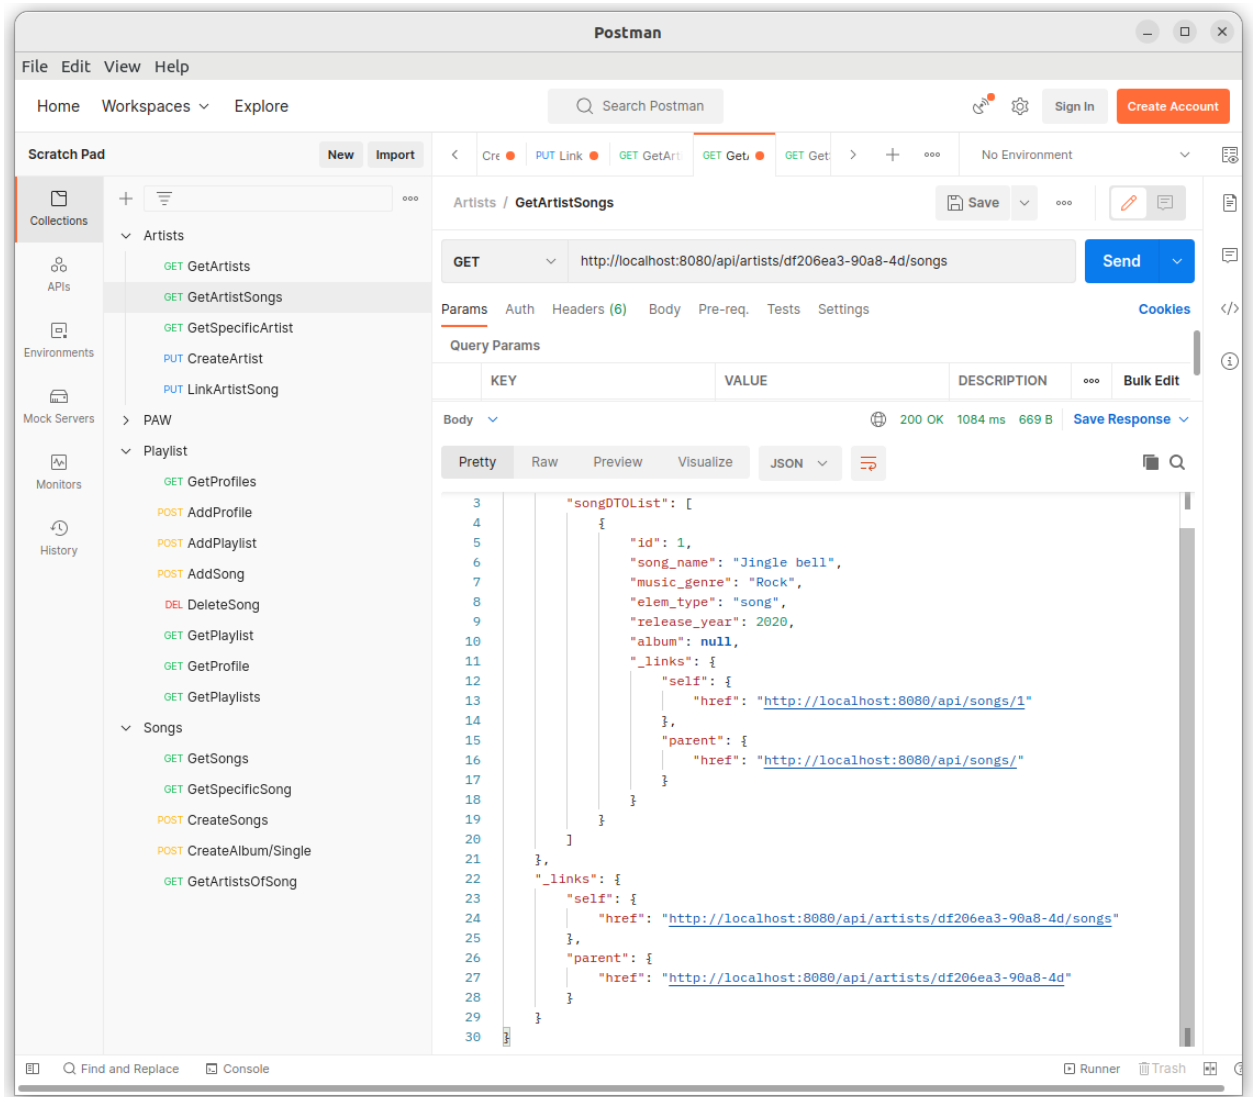 Postman
File Edit View Help
Home Workspaces Explore Search Postman Sign In Create Account
Scratch Pad New Import
Cre PUT Link GET GetArt GET Get GET Get No Environment
Collections
APIs
Environments
Mock Servers
Monitors
History
Artists
GET GetArtists
GET GetArtistSongs
GET GetSpecificArtist
PUT CreateArtist
PUT LinkArtistSong
PAW
Playlist
GET GetProfiles
POST AddProfile
POST AddPlaylist
POST AddSong
DEL DeleteSong
GET GetPlaylist
GET GetProfile
GET GetPlaylists
Songs
GET GetSongs
GET GetSpecificSong
POST CreateSongs
POST CreateAlbum/Single
GET GetArtistsOfSong
Artists / GetArtistSongs Save
GET http://localhost:8080/api/artists/df206ea3-90a8-4d/songs Send
Params Auth Headers (6) Body Pre-req. Tests Settings Cookies
Query Params
KEY VALUE DESCRIPTION Bulk Edit
Body 200 OK 1084 ms 669 B Save Response
Pretty Raw Preview Visualize JSON
3 "songDTOList": [
4 {
5 "id": 1,
6 "song_name": "Jingle bell",
7 "music_genre": "Rock",
8 "elem_type": "song",
9 "release_year": 2020,
10 "album": null,
11 "_links": {
12 "self": {
13 "href": "http://localhost:8080/api/songs/1"
14 },
15 "parent": {
16 "href": "http://localhost:8080/api/songs/"
17 }
18 }
19 }
20 ]
21 },
22 "_links": {
23 "self": {
24 "href": "http://localhost:8080/api/artists/df206ea3-90a8-4d/songs"
25 },
26 "parent": {
27 "href": "http://localhost:8080/api/artists/df206ea3-90a8-4d"
28 }
29 }
30 }
Find and Replace Console Runner Trash